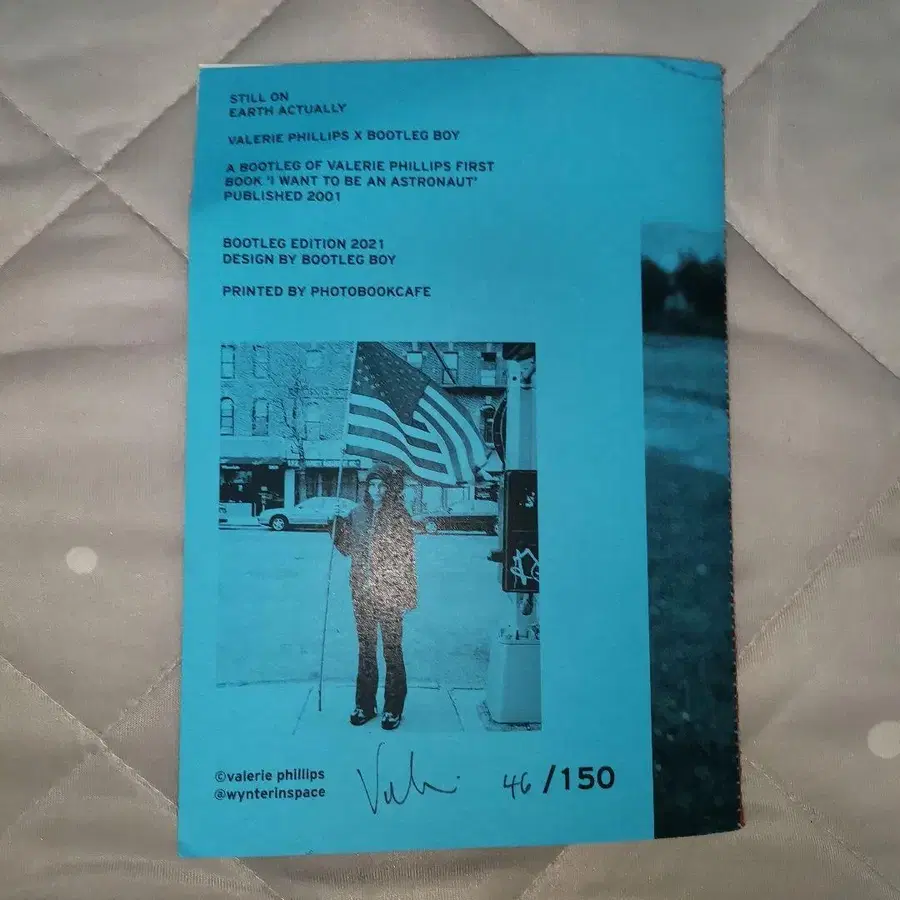 STILL ON
EARTH ACTUALLY
VALERIE PHILLIPS X BOOTLEG BOY
A BOOTLEG OF VALERIE PHILLIPS FIRST
BOOK 'I WANT TO BE AN ASTRONAUT'
PUBLISHED 2001
BOOTLEG EDITION 2021
DESIGN BY BOOTLEG BOY
PRINTED BY PHOTOBOOKCAFE
©valerie phillips
@wynterinspace
46 /150